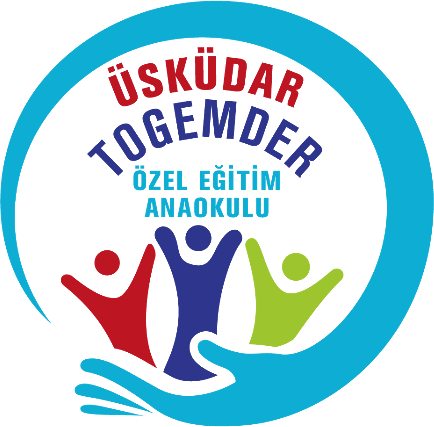 ÜSKÜDAR
TOGEMDER
ÖZEL EĞİTİM
ANAOKULU